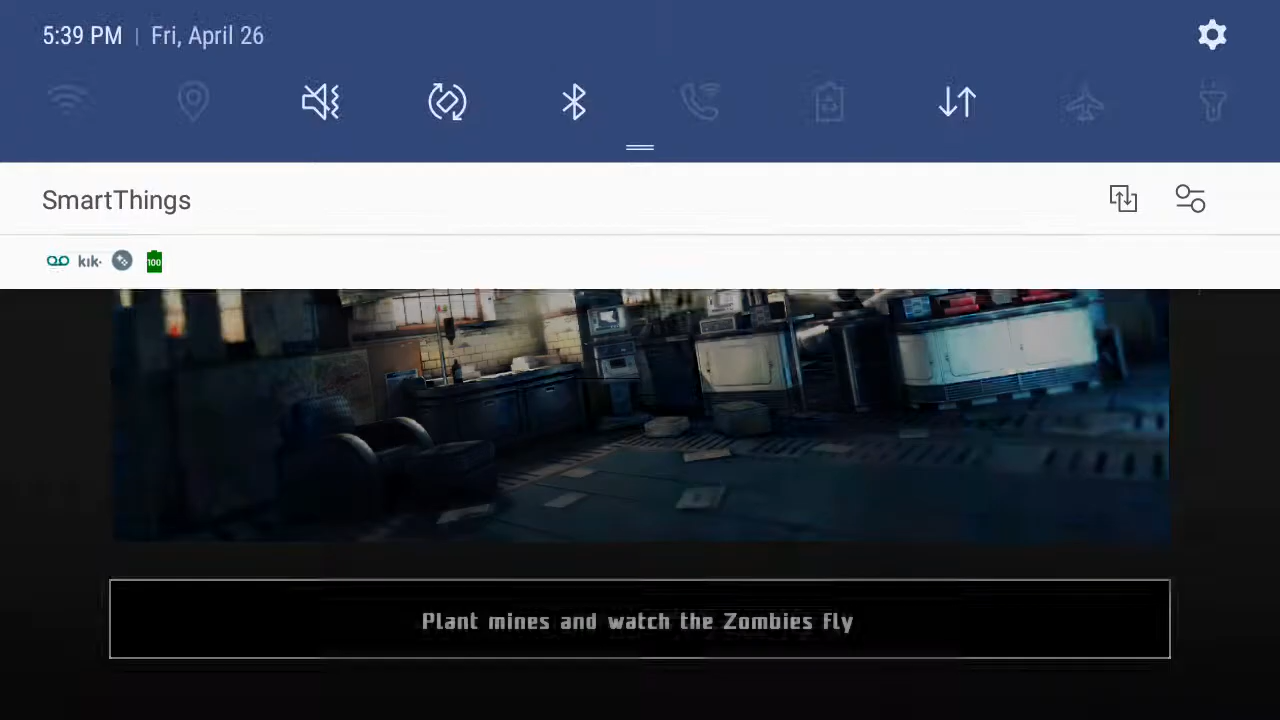 5:39 PM | Fri, April 26
SmartThings
kik·
100
Plant mines and watch the Zombies fly